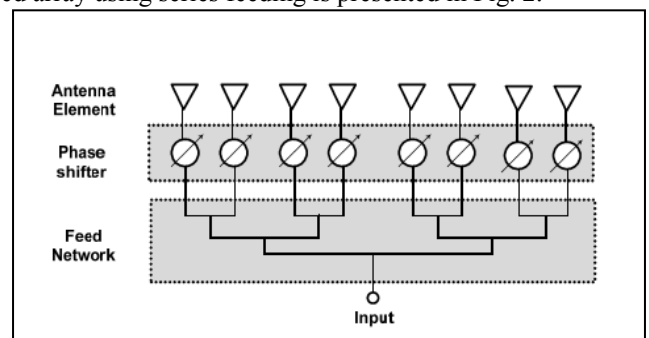 ed array using series feeding is presented in Fig. 2.
Antenna
Element
Phase
shifter
Feed
Network
Input